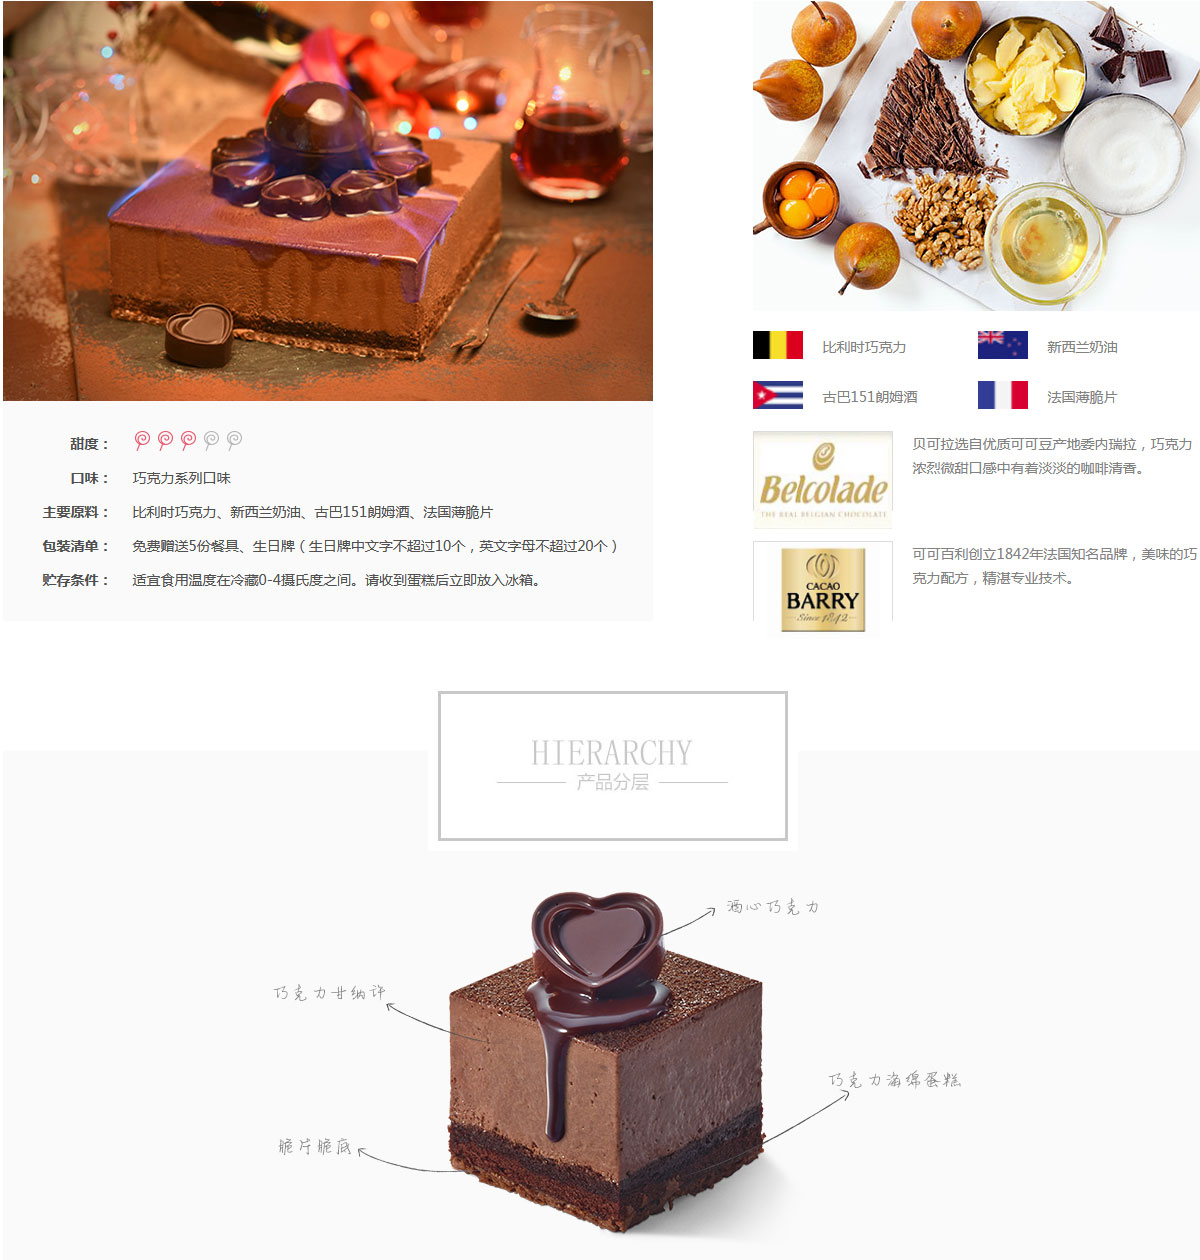 甜度：
口味： 巧克力系列口味
主要原料： 比利时巧克力、新西兰奶油、古巴151朗姆酒、法国薄脆片
包装清单： 免费赠送5份餐具、生日牌（生日牌中文字不超过10个，英文字母不超过20个）
贮存条件： 适宜食用温度在冷藏0-4摄氏度之间。请收到蛋糕后立即放入冰箱。
比利时巧克力 新西兰奶油
古巴151朗姆酒 法国薄脆片
Belcolade
THE REAL BELGIAN CHOCOLATE
贝可拉选自优质可可豆产地委内瑞拉，巧克力
浓烈微甜口感中有着淡淡的咖啡清香。
CACAO
BARRY
Since 1842
可可百利创立1842年法国知名品牌，美味的巧
克力配方，精湛专业技术。
HIERARCHY
产品分层
酒心巧克力
巧克力甘纳许
巧克力海绵蛋糕
脆片脆底